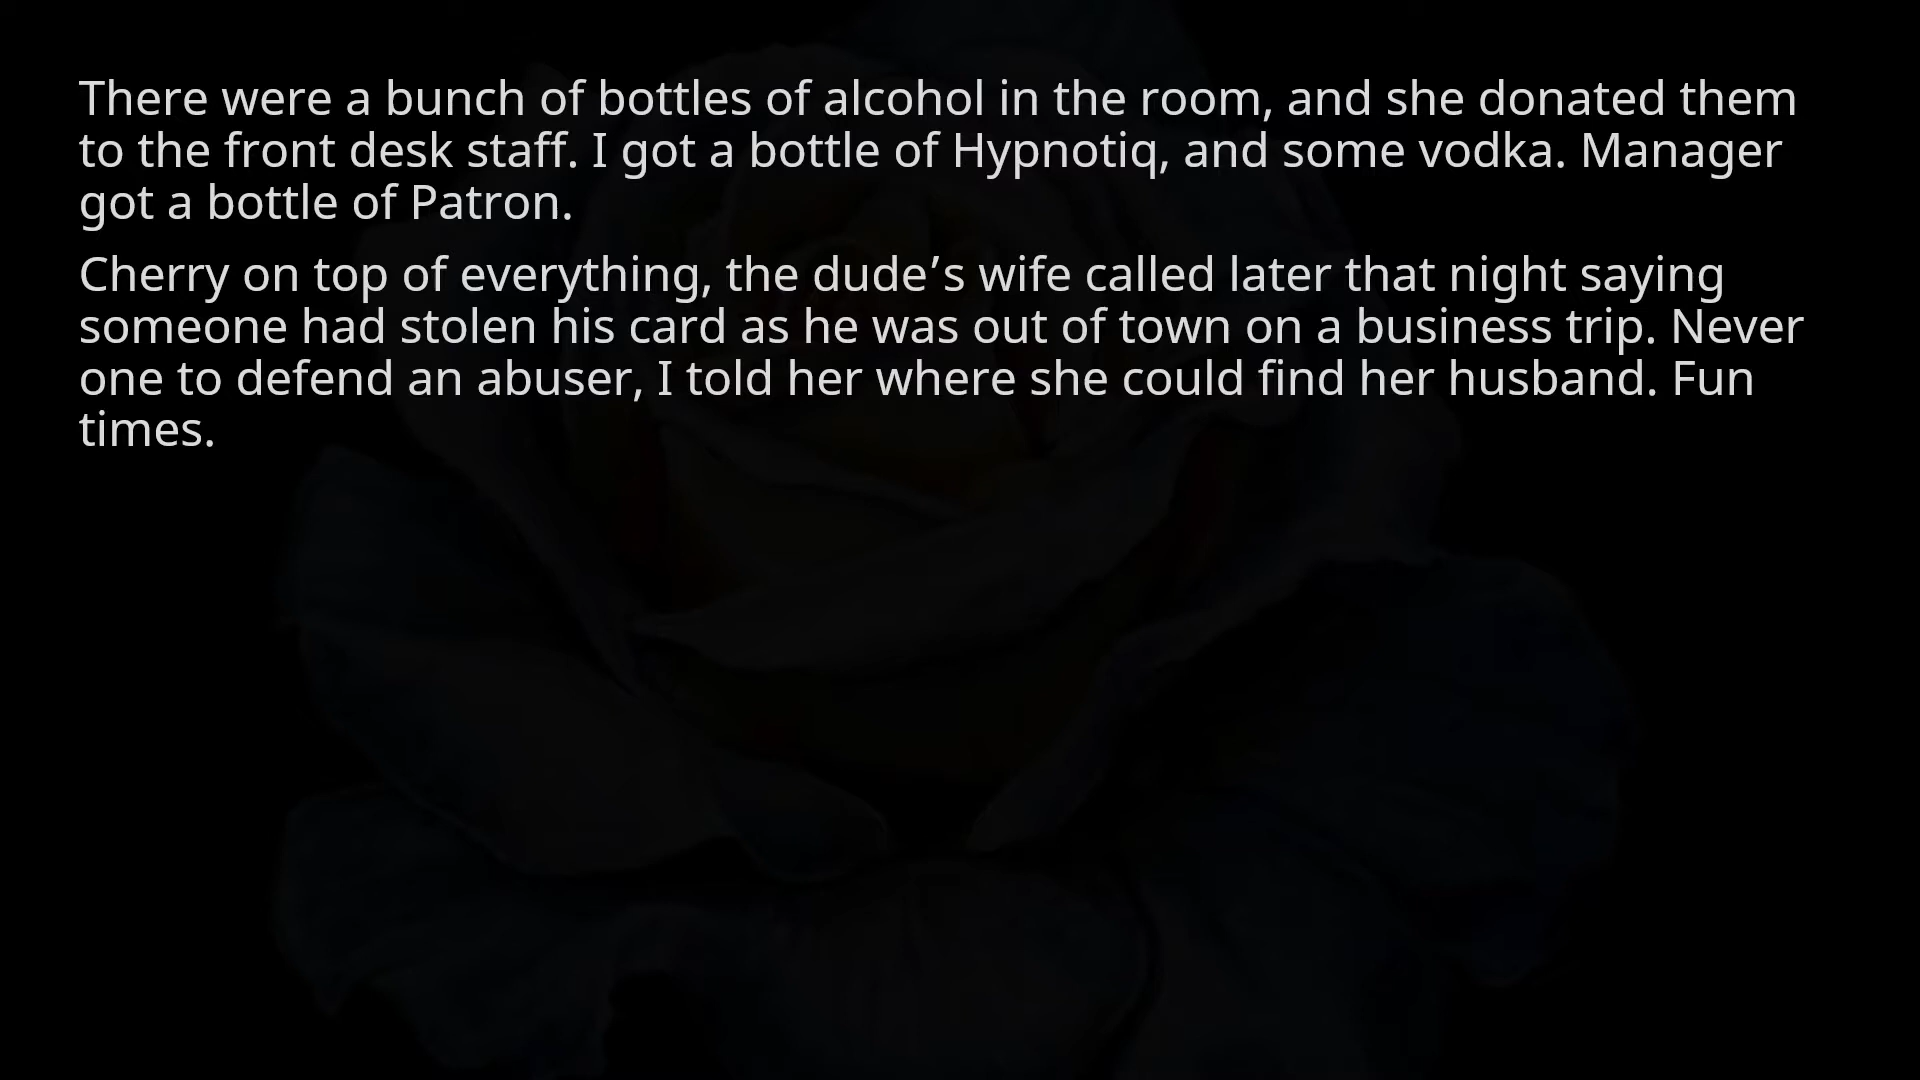 There were a bunch of bottles of alcohol in the room, and she donated them
to the front desk staff. I got a bottle of Hypnotiq, and some vodka. Manager
got a bottle of Patron.
Cherry on top of everything, the dude’s wife called later that night saying
someone had stolen his card as he was out of town on a business trip. Never
one to defend an abuser, I told her where she could find her husband. Fun
times.